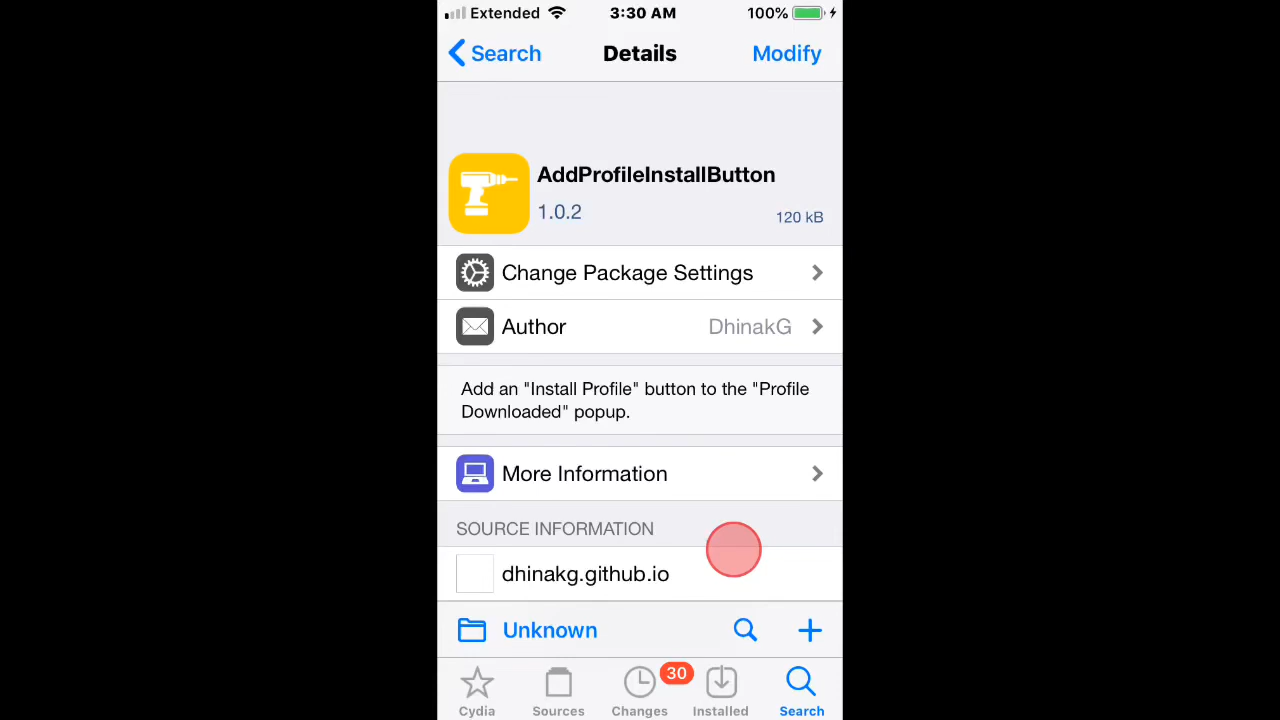 Extended 3:30 AM 100%
Search Details Modify
AddProfileInstallButton
1.0.2 120 kB
Change Package Settings
Author DhinakG
Add an "Install Profile" button to the "Profile
Downloaded" popup.
More Information
SOURCE INFORMATION
dhinakg.github.io
Unknown
30
Cydia Sources Changes Installed Search